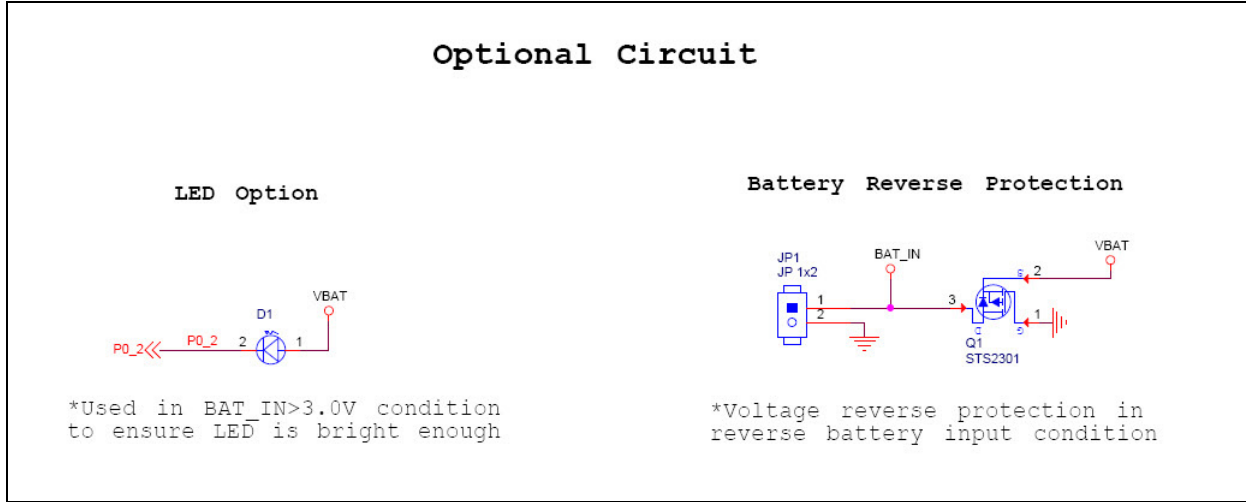 Optional Circuit
LED Option
VBAT
D1
P0_2
P0_2
2
1
*Used in BAT_IN>3.0V condition
to ensure LED is bright enough
Battery Reverse Protection
JP1
JP 1x2
1
2
BAT_IN
3
VBAT
S
2
D
G
1
Q1
STS2301
*Voltage reverse protection in
reverse battery input condition